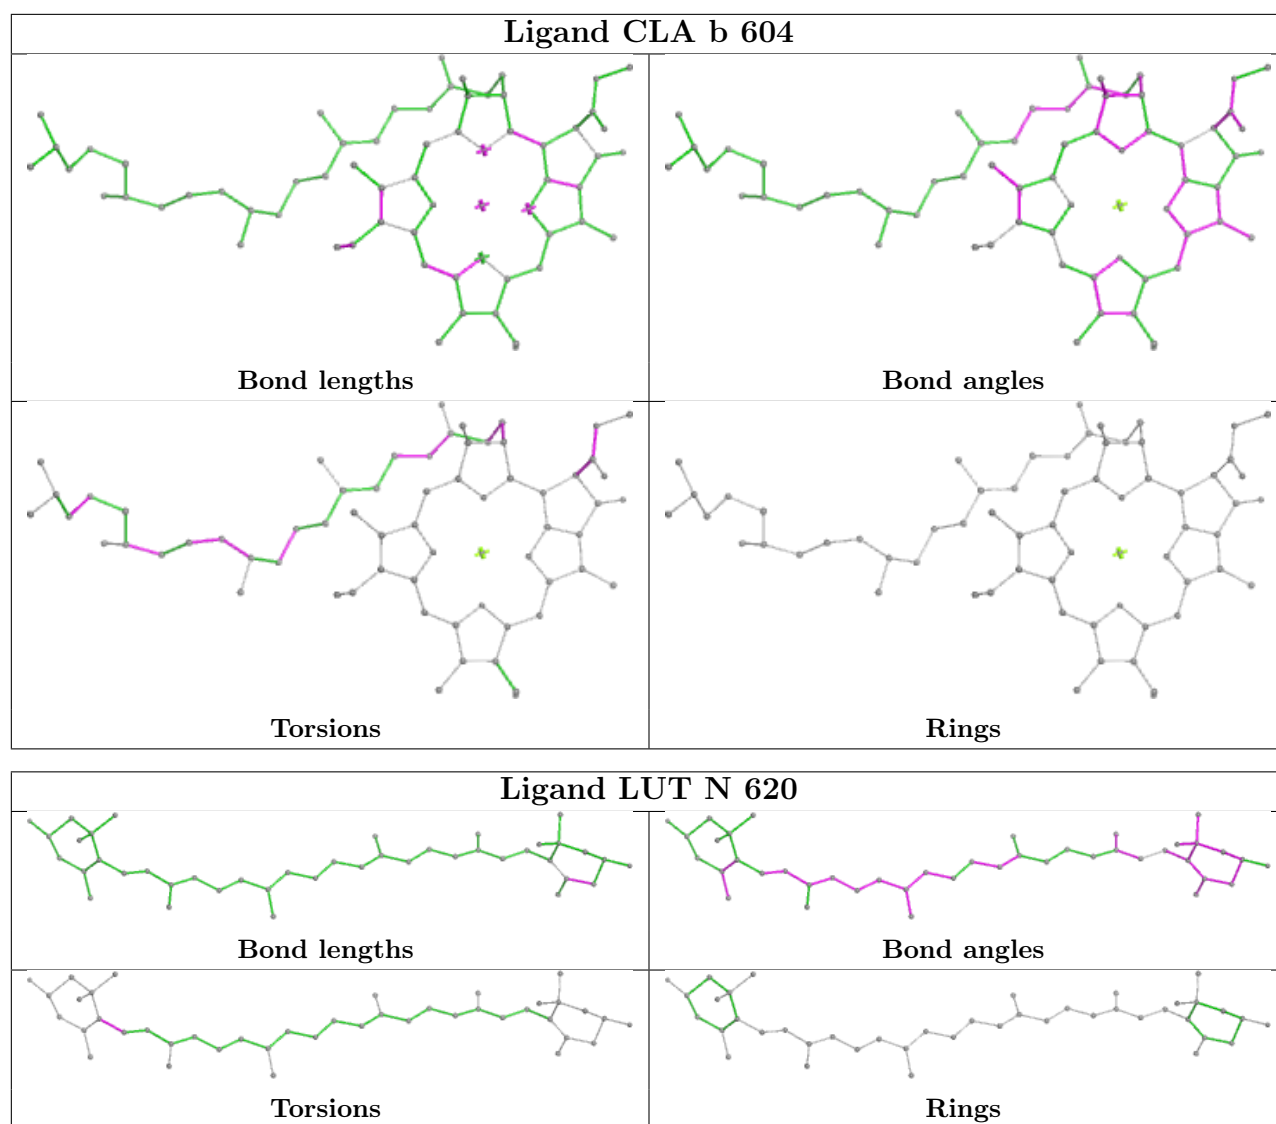 Ligand CLA b 604
Bond lengths
Bond angles
Torsions
Rings
Ligand LUT N 620
Bond lengths
Bond angles
Torsions
Rings